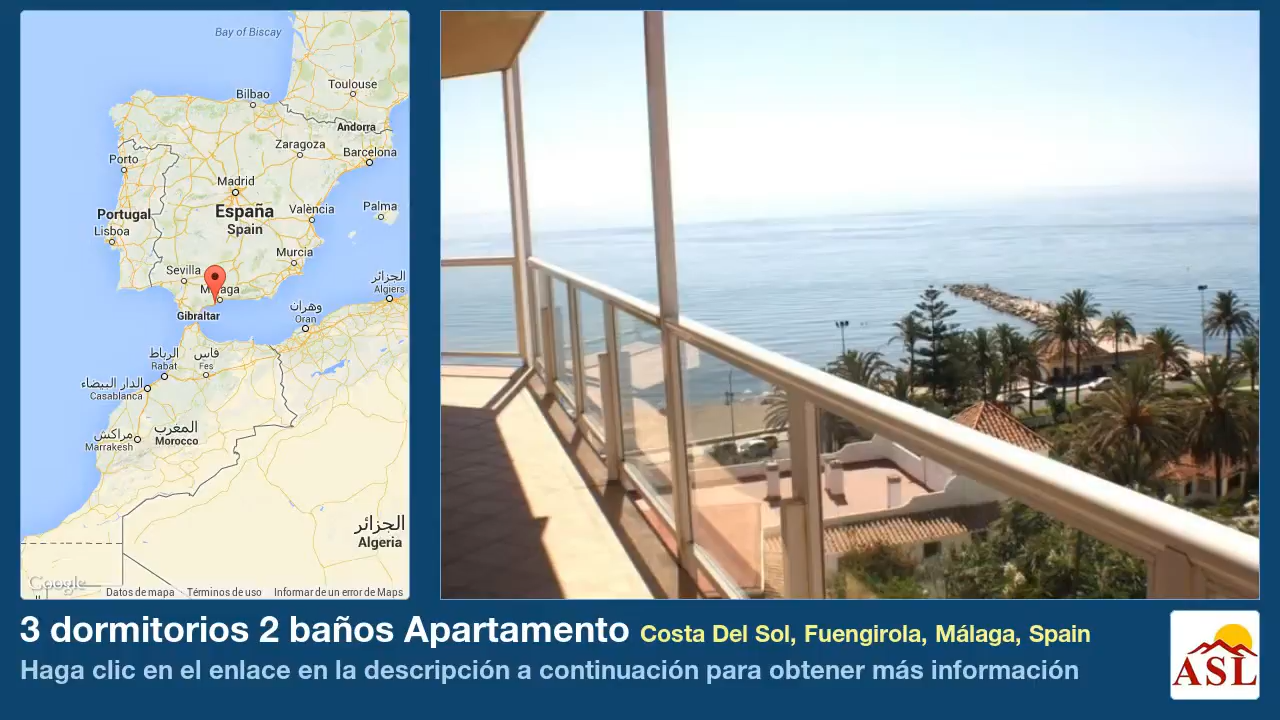 Bay of Biscay
Toulouse
Bilbao
Andorra
Zaragoza
Barcelona
Porto
Madrid
Portugal
España
Spain
València
Palma
Lisboa
Murcia
Sevilla
الجزائر
Algiers
وهران
Oran
Gibraltar
الرباط
Rabat
فاس
Fes
الدار البيضاء
Casablanca
المغرب
Morocco
مراكش
Marrakesh
الجزائر
Algeria
Google
Datos de mapa Términos de uso Informar de un error de Maps
3 dormitorios 2 baños Apartamento Costa Del Sol, Fuengirola, Málaga, Spain
Haga clic en el enlace en la descripción a continuación para obtener más información
ASL